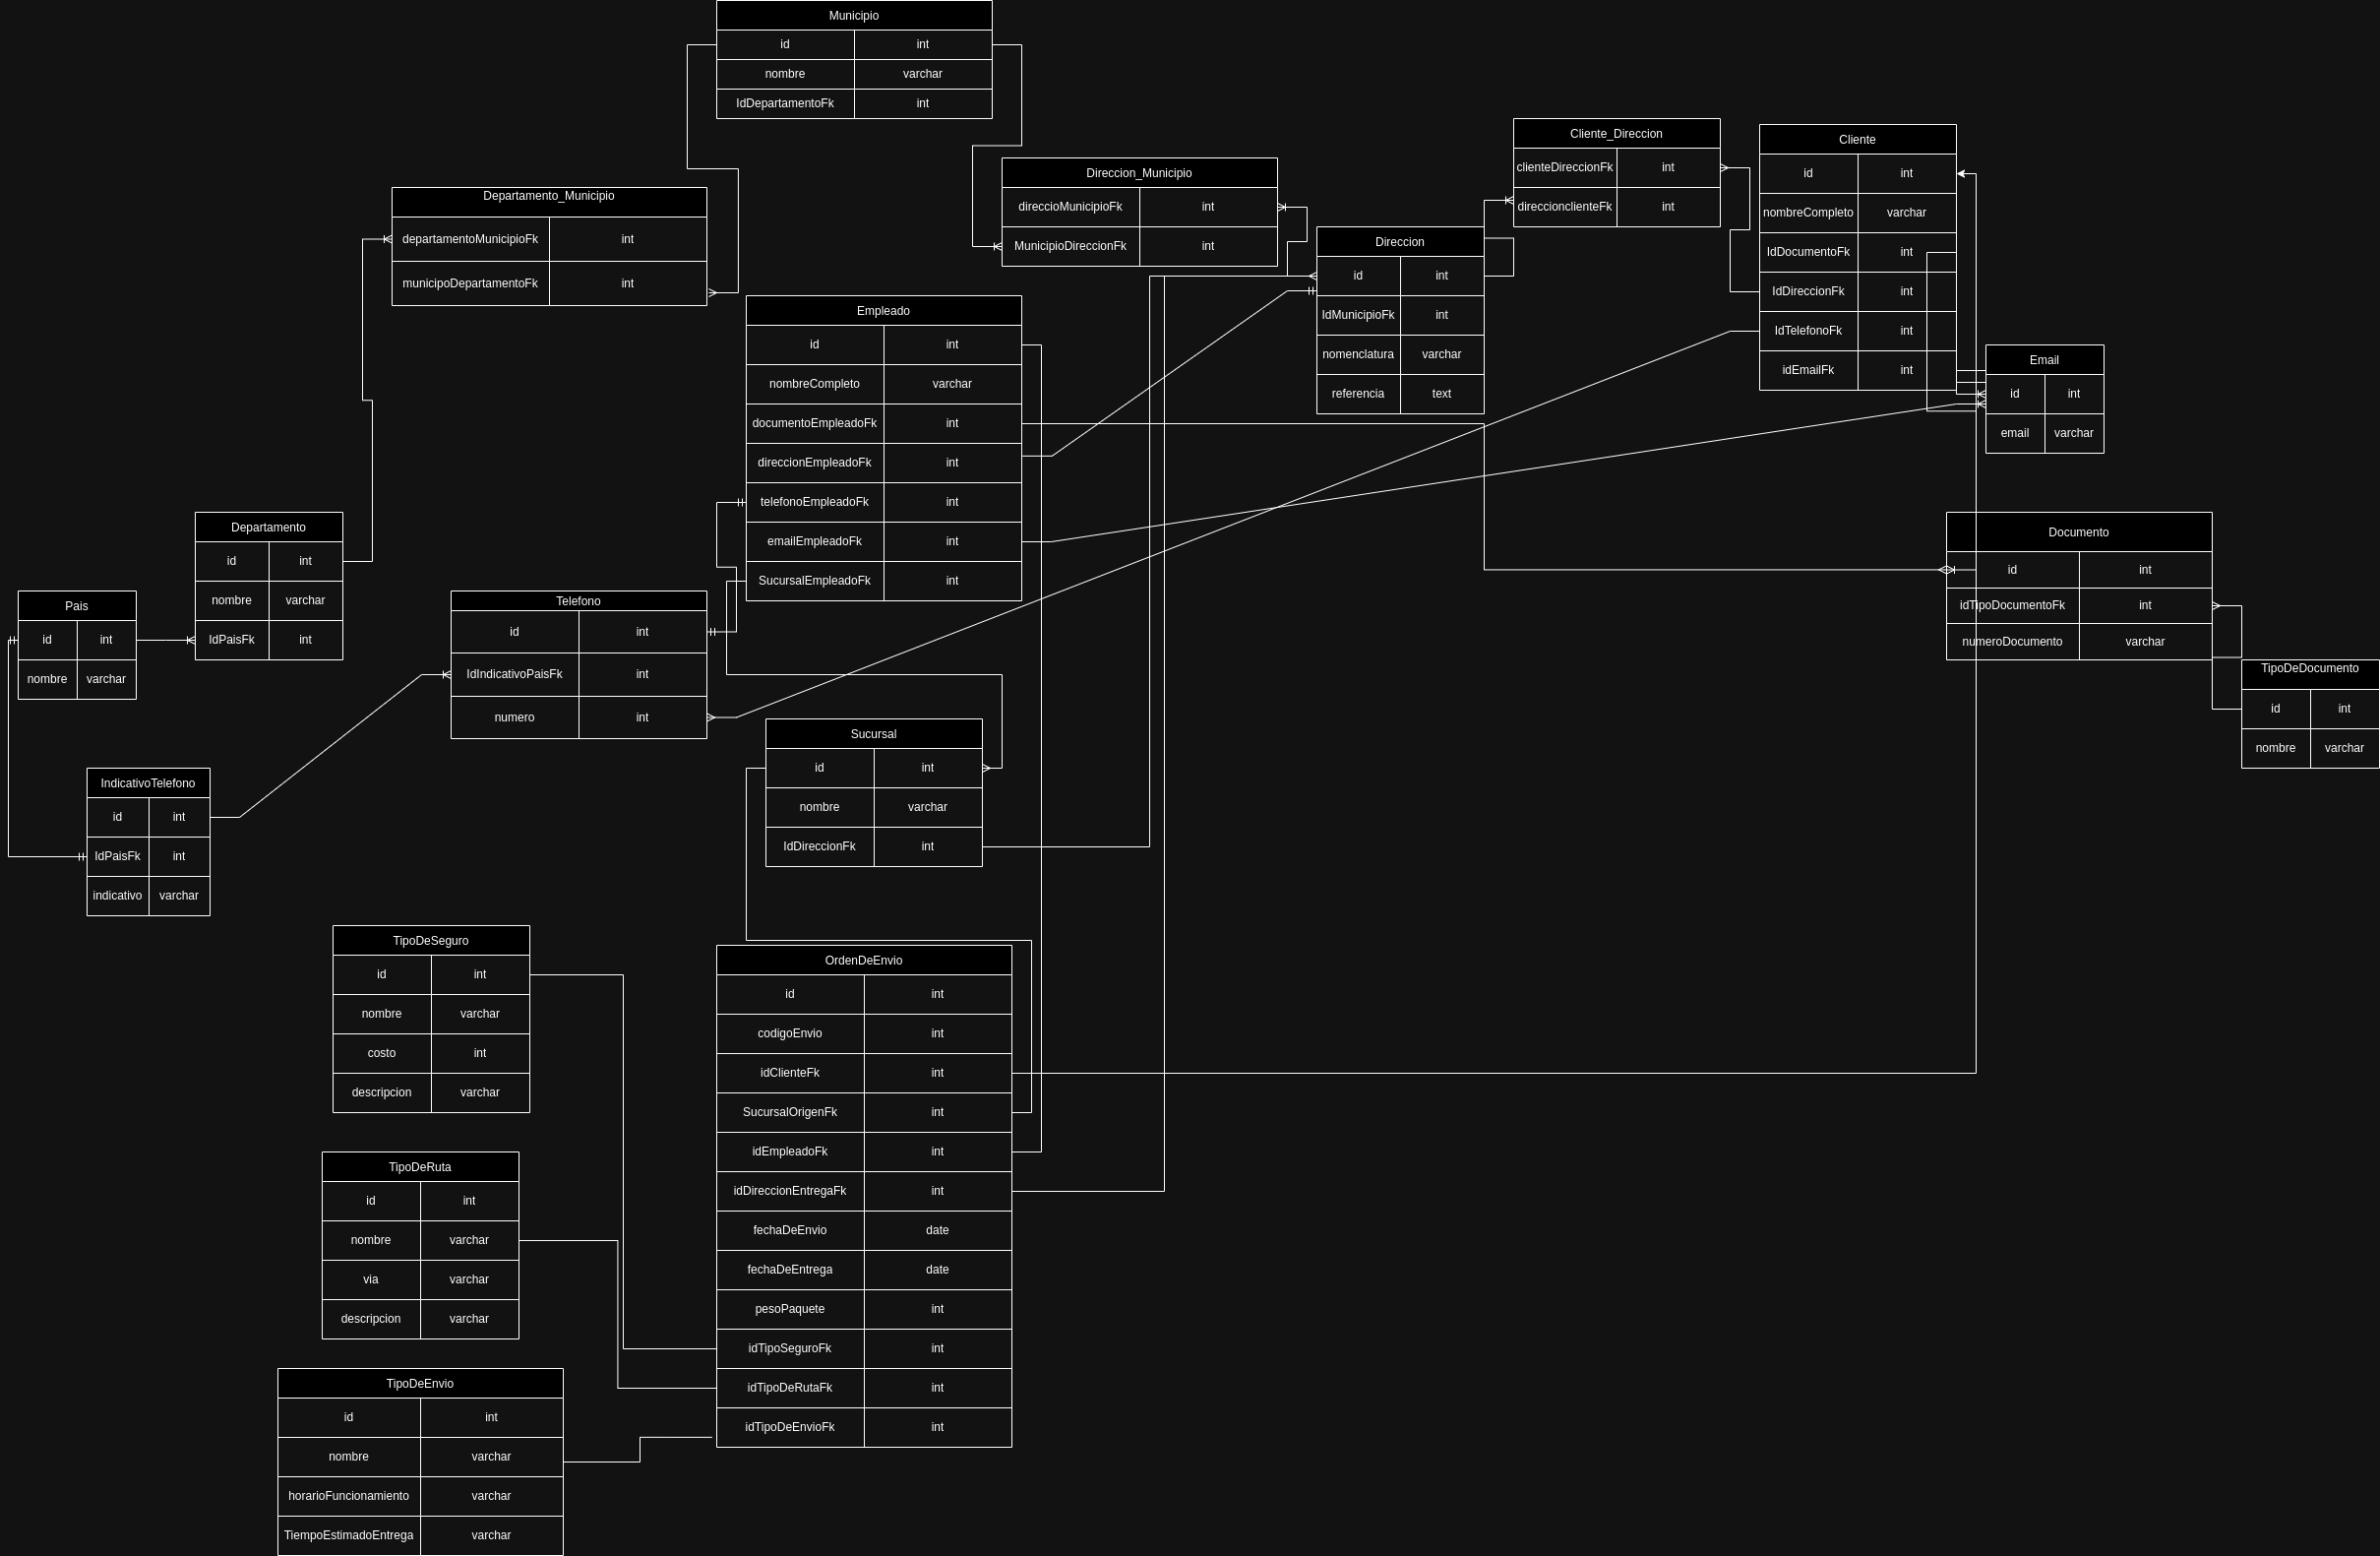 Municipio
id int
nombre varchar
IdDepartamentoFk int
Cliente_Direccion
clienteDireccionFk int
direccionclienteFk int
Cliente
id int
nombreCompleto varchar
IdDocumentoFk int
IdDireccionFk int
IdTelefonoFk int
idEmailFk int
Direccion_Municipio
direccioMunicipioFk int
MunicipioDireccionFk int
Departamento_Municipio
departamentoMunicipioFk int
municipoDepartamentoFk int
Direccion
id int
IdMunicipioFk int
nomenclatura varchar
referencia text
Empleado
id int
nombreCompleto varchar
documentoEmpleadoFk int
direccionEmpleadoFk int
telefonoEmpleadoFk int
emailEmpleadoFk int
SucursalEmpleadoFk int
Email
id int
email varchar
Departamento
id int
nombre varchar
IdPaisFk int
Documento
id int
idTipoDocumentoFk int
numeroDocumento varchar
Pais
id int
nombre varchar
Telefono
id int
IdIndicativoPaisFk int
numero int
TipoDeDocumento
id int
nombre varchar
Sucursal
id int
nombre varchar
IdDireccionFk int
IndicativoTelefono
id int
IdPaisFk int
indicativo varchar
TipoDeSeguro
id int
nombre varchar
costo int
descripcion varchar
OrdenDeEnvio
id int
codigoEnvio int
idClienteFk int
SucursalOrigenFk int
idEmpleadoFk int
idDireccionEntregaFk int
fechaDeEnvio date
fechaDeEntrega date
pesoPaquete int
idTipoSeguroFk int
idTipoDeRutaFk int
idTipoDeEnvioFk int
TipoDeRuta
id int
nombre varchar
via varchar
descripcion varchar
TipoDeEnvio
id int
nombre varchar
horarioFuncionamiento varchar
TiempoEstimadoEntrega varchar